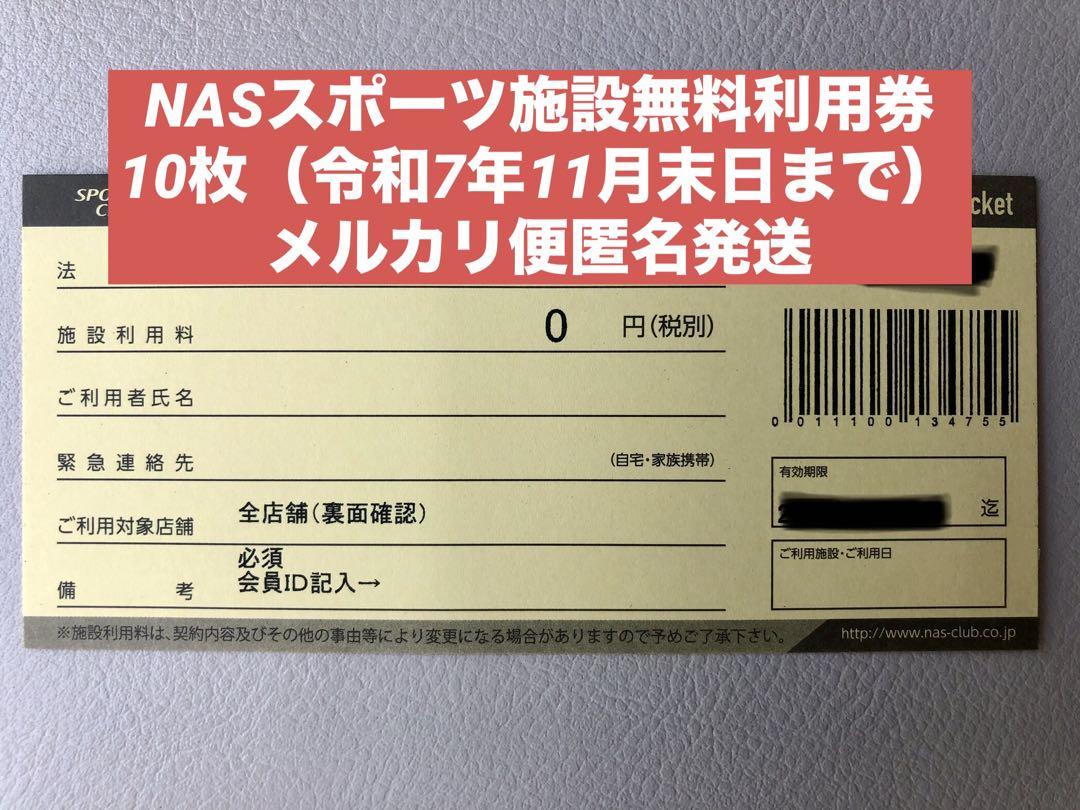 NASスポーツ施設無料利用券
10枚（令和7年11月末日まで）
メルカリ便匿名発送
法
施設利用料 0 円(税別)
ご利用者氏名
緊急連絡先 (自宅・家族携帯)
ご利用対象店舗 全店舗(裏面確認)
必須
備考 会員ID記入→
0011100134755
有効期限
迄
ご利用施設・ご利用日
※施設利用料は、契約内容及びその他の事由等により変更になる場合がありますので予めご了承下さい。
http://www.nas-club.co.jp